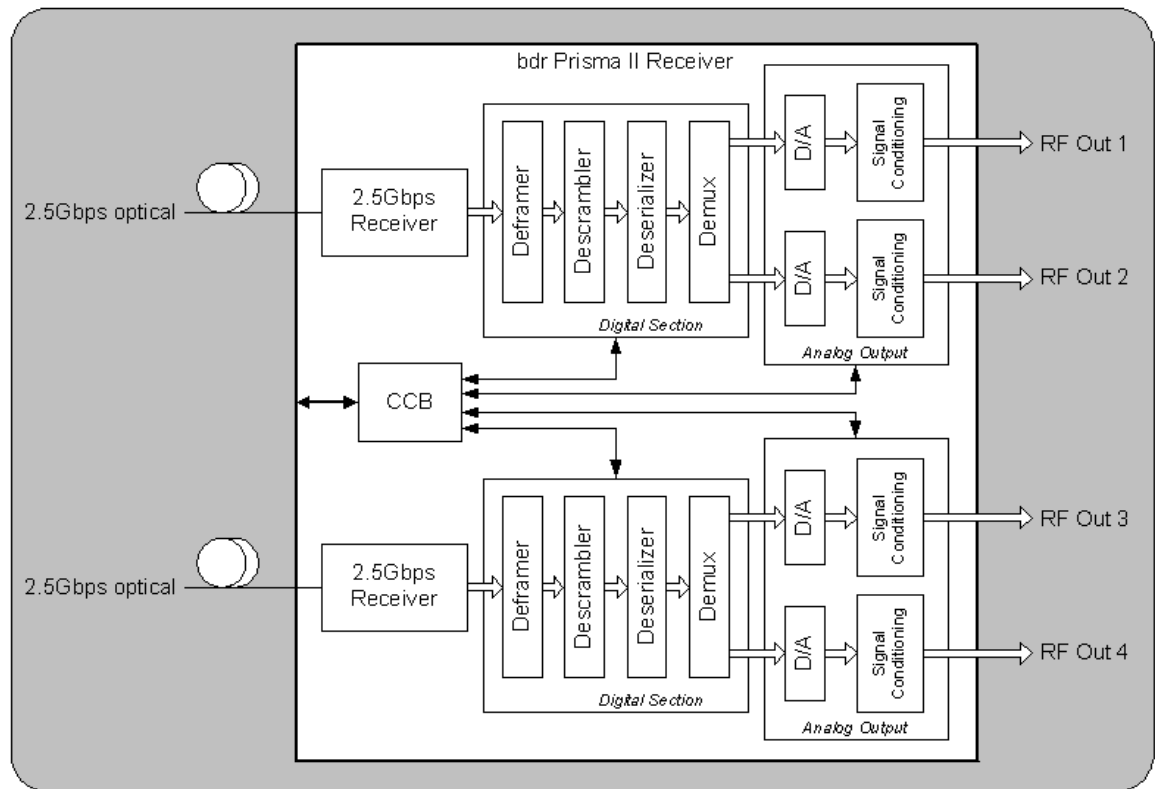 bdr Prisma II Receiver
2.5Gbps optical
2.5Gbps
Receiver
Deframer
Descrambler
Deserializer
Demux
Digital Section
D/A
Signal
Conditioning
RF Out 1
D/A
Signal
Conditioning
RF Out 2
Analog Output
CCB
2.5Gbps optical
2.5Gbps
Receiver
Deframer
Descrambler
Deserializer
Demux
Digital Section
D/A
Signal
Conditioning
RF Out 3
D/A
Signal
Conditioning
RF Out 4
Analog Output